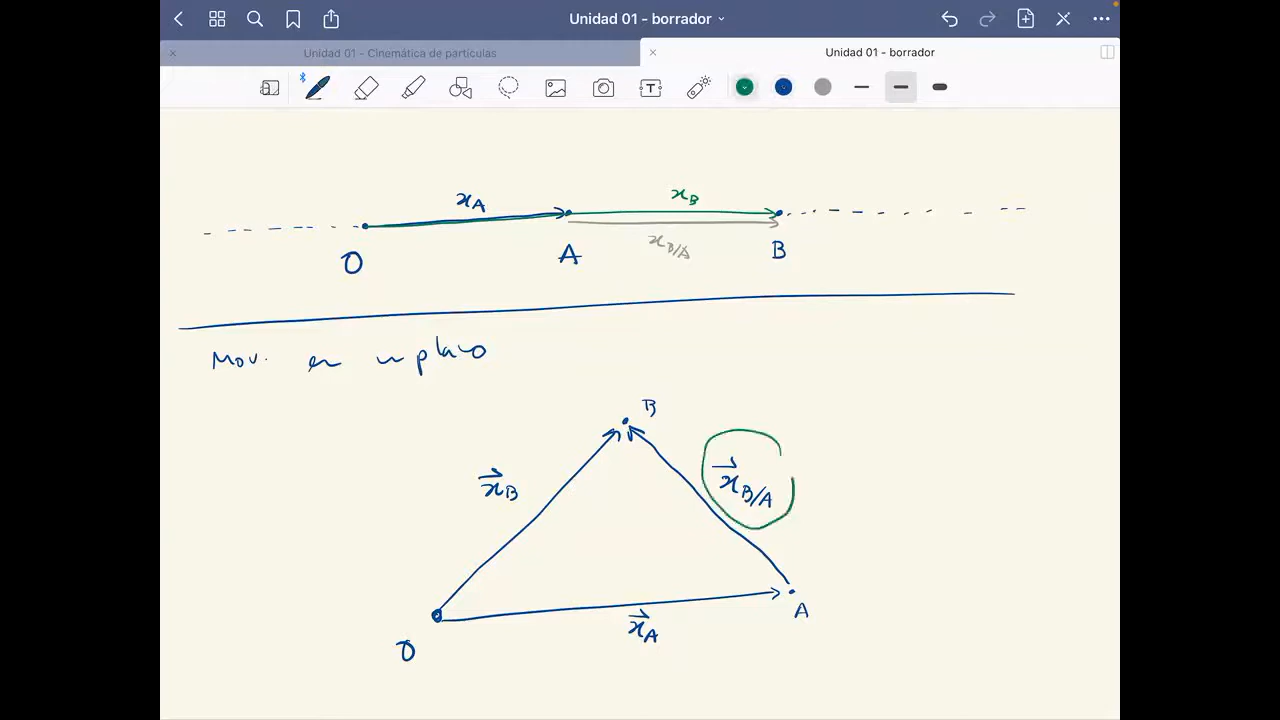 Unidad 01 - borrador
Unidad 01 - Cinemática de partículas
Unidad 01 - borrador
T
x_A
x_B
x_B/A
O
A
B
Mov. en un plano
B
x⃗_B
x⃗_B/A
A
x⃗_A
O